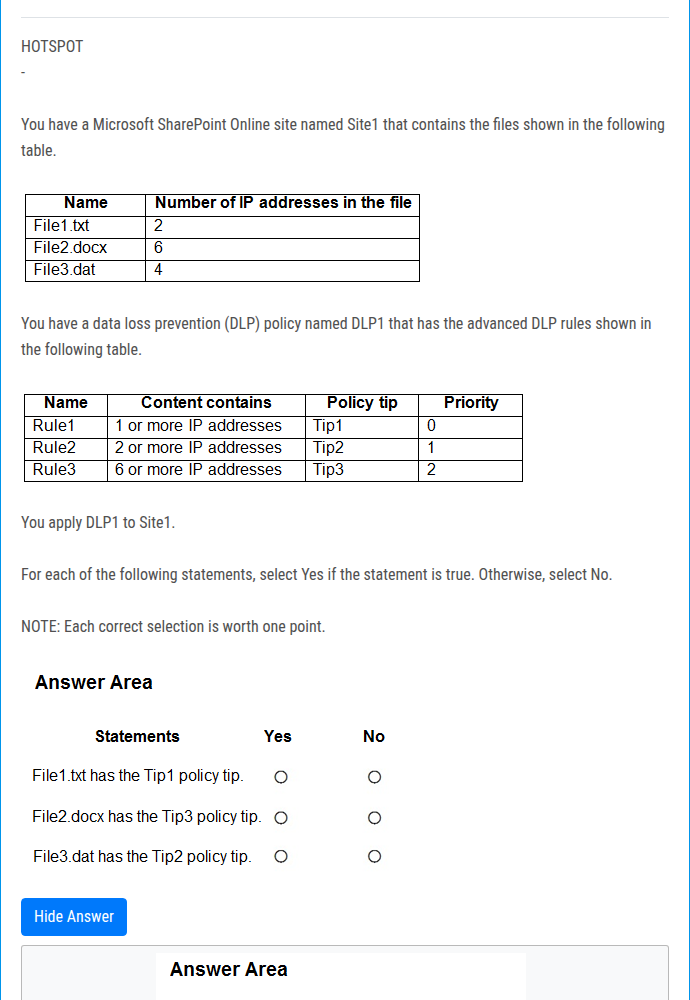 HOTSPOT
-
You have a Microsoft SharePoint Online site named Site1 that contains the files shown in the following
table.
Name Number of IP addresses in the file
File1.txt 2
File2.docx 6
File3.dat 4
You have a data loss prevention (DLP) policy named DLP1 that has the advanced DLP rules shown in
the following table.
Name Content contains Policy tip Priority
Rule1 1 or more IP addresses Tip1 0
Rule2 2 or more IP addresses Tip2 1
Rule3 6 or more IP addresses Tip3 2
You apply DLP1 to Site1.
For each of the following statements, select Yes if the statement is true. Otherwise, select No.
NOTE: Each correct selection is worth one point.
Answer Area
Statements Yes No
File1.txt has the Tip1 policy tip.
File2.docx has the Tip3 policy tip.
File3.dat has the Tip2 policy tip.
Hide Answer
Answer Area